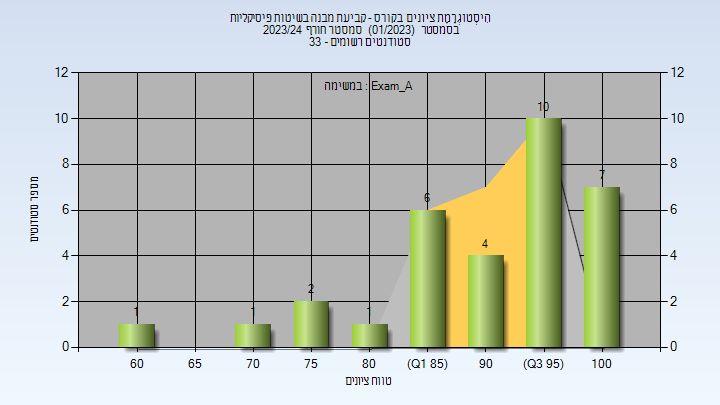 היסטוגרמת ציונים בקורס - קביעת מבנה בשיטות פיסיקליות
בסמסטר (01/2023) סמסטר חורף 2023/24
סטודנטים רשומים - 33
במשימה : Exam_A
מספר סטודנטים
12 12
10 10
8 8
6 6
4 4
2 2
0 0
1 1 2 1 6 4 10 7
60 65 70 75 80 (Q1 85) 90 (Q3 95) 100
טווח ציונים